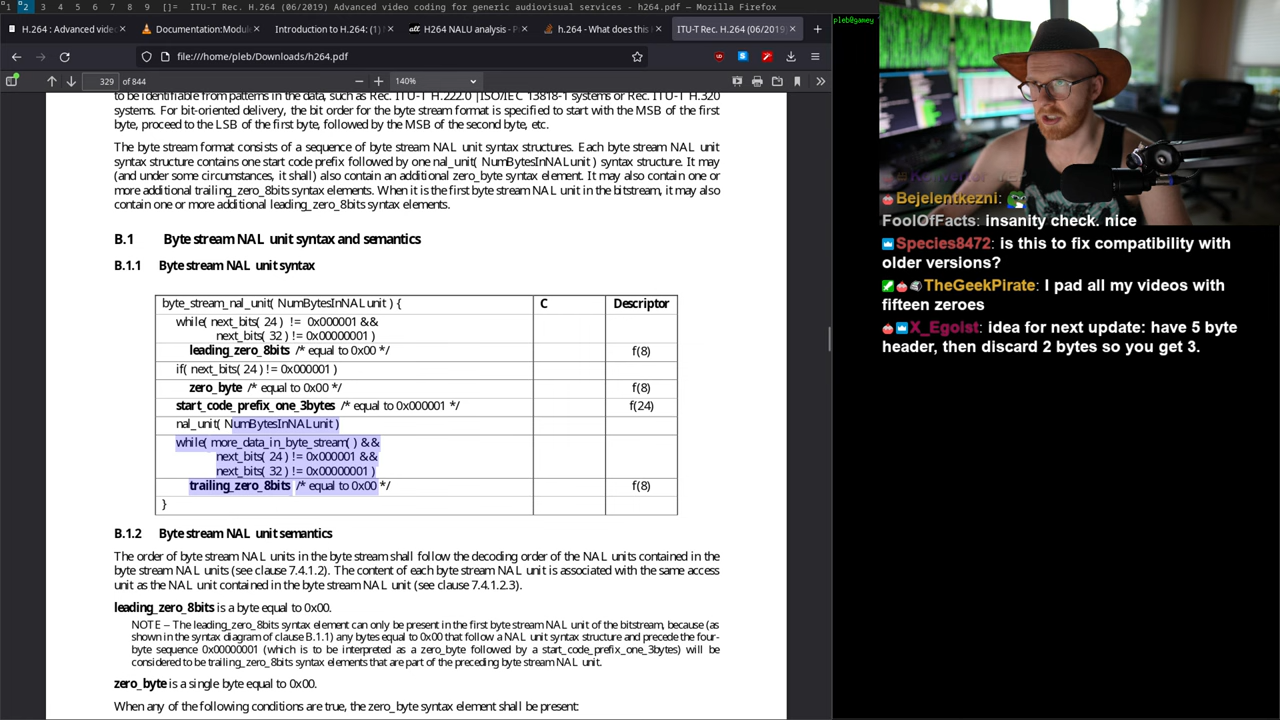 1 2 3 4 5 6 7 8 9 []= ITU-T Rec. H.264 (06/2019) Advanced video coding for generic audiovisual services - h264.pdf — Mozilla Firefox
pleb@gamey
H.264 : Advanced vide
Documentation:Modul
Introduction to H.264: (1)
H264 NALU analysis - P
h.264 - What does this
ITU-T Rec. H.264 (06/2019)
file:///home/pleb/Downloads/h264.pdf
329 of 844
140%
to be identifiable from patterns in the data, such as Rec. ITU-T H.222.0 | ISO/IEC 13818-1 systems or Rec. ITU-T H.320
systems. For bit-oriented delivery, the bit order for the byte stream format is specified to start with the MSB of the first
byte, proceed to the LSB of the first byte, followed by the MSB of the second byte, etc.
The byte stream format consists of a sequence of byte stream NAL unit syntax structures. Each byte stream NAL unit
syntax structure contains one start code prefix followed by one nal_unit( NumBytesInNALunit ) syntax structure. It may
(and under some circumstances, it shall) also contain an additional zero_byte syntax element. It may also contain one or
more additional trailing_zero_8bits syntax elements. When it is the first byte stream NAL unit in the bitstream, it may also
contain one or more additional leading_zero_8bits syntax elements.
B.1 Byte stream NAL unit syntax and semantics
B.1.1 Byte stream NAL unit syntax
byte_stream_nal_unit( NumBytesInNALunit ) { C Descriptor
while( next_bits( 24 ) != 0x000001 &&
next_bits( 32 ) != 0x00000001 )
leading_zero_8bits /* equal to 0x00 */ f(8)
if( next_bits( 24 ) != 0x000001 )
zero_byte /* equal to 0x00 */ f(8)
start_code_prefix_one_3bytes /* equal to 0x000001 */ f(24)
nal_unit( NumBytesInNALunit )
while( more_data_in_byte_stream( ) &&
next_bits( 24 ) != 0x000001 &&
next_bits( 32 ) != 0x00000001 )
trailing_zero_8bits /* equal to 0x00 */ f(8)
}
B.1.2 Byte stream NAL unit semantics
The order of byte stream NAL units in the byte stream shall follow the decoding order of the NAL units contained in the
byte stream NAL units (see clause 7.4.1.2). The content of each byte stream NAL unit is associated with the same access
unit as the NAL unit contained in the byte stream NAL unit (see clause 7.4.1.2.3).
leading_zero_8bits is a byte equal to 0x00.
NOTE – The leading_zero_8bits syntax element can only be present in the first byte stream NAL unit of the bitstream, because (as
shown in the syntax diagram of clause B.1.1) any bytes equal to 0x00 that follow a NAL unit syntax structure and precede the four-
byte sequence 0x00000001 (which is to be interpreted as a zero_byte followed by a start_code_prefix_one_3bytes) will be
considered to be trailing_zero_8bits syntax elements that are part of the preceding byte stream NAL unit.
zero_byte is a single byte equal to 0x00.
When any of the following conditions are true, the zero_byte syntax element shall be present:
Bejelentkezni:
FoolOfFacts: insanity check. nice
Species8472: is this to fix compatibility with
older versions?
TheGeekPirate: I pad all my videos with
fifteen zeroes
X_Egoist: idea for next update: have 5 byte
header, then discard 2 bytes so you get 3.